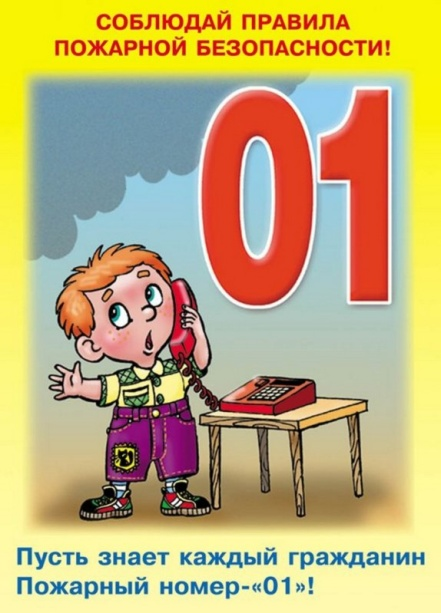 СОБЛЮДАЙ ПРАВИЛА
ПОЖАРНОЙ БЕЗОПАСНОСТИ!
01
Пусть знает каждый гражданин
Пожарный номер-«01»!